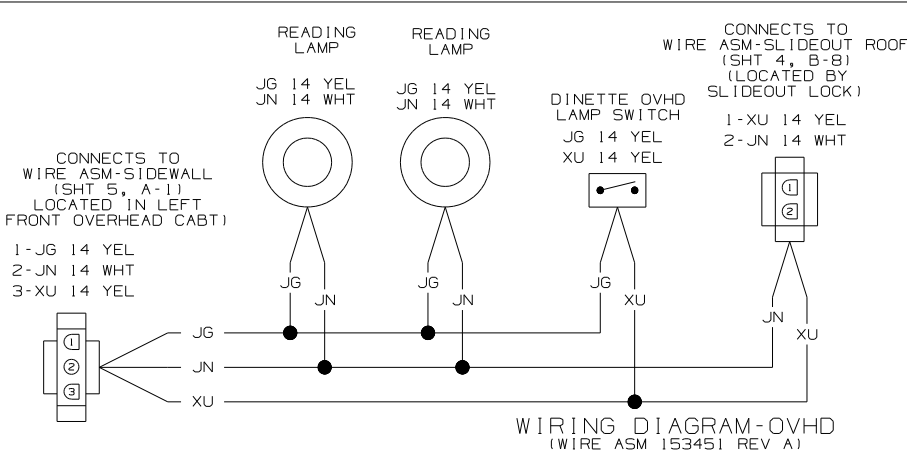 READING
LAMP
JG 14 YEL
JN 14 WHT
READING
LAMP
JG 14 YEL
JN 14 WHT
DINETTE OVHD
LAMP SWITCH
JG 14 YEL
XU 14 YEL
CONNECTS TO
WIRE ASM-SLIDEOUT ROOF
(SHT 4, B-8)
(LOCATED BY
SLIDEOUT LOCK)
1-XU 14 YEL
2-JN 14 WHT
1
2
CONNECTS TO
WIRE ASM-SIDEWALL
(SHT 5, A-1)
LOCATED IN LEFT
FRONT OVERHEAD CABT)
1-JG 14 YEL
2-JN 14 WHT
3-XU 14 YEL
1
2
3
JG
JN
XU
JG
JN
JG
JN
JG
XU
JN
XU
WIRING DIAGRAM-OVHD
(WIRE ASM 153451 REV A)